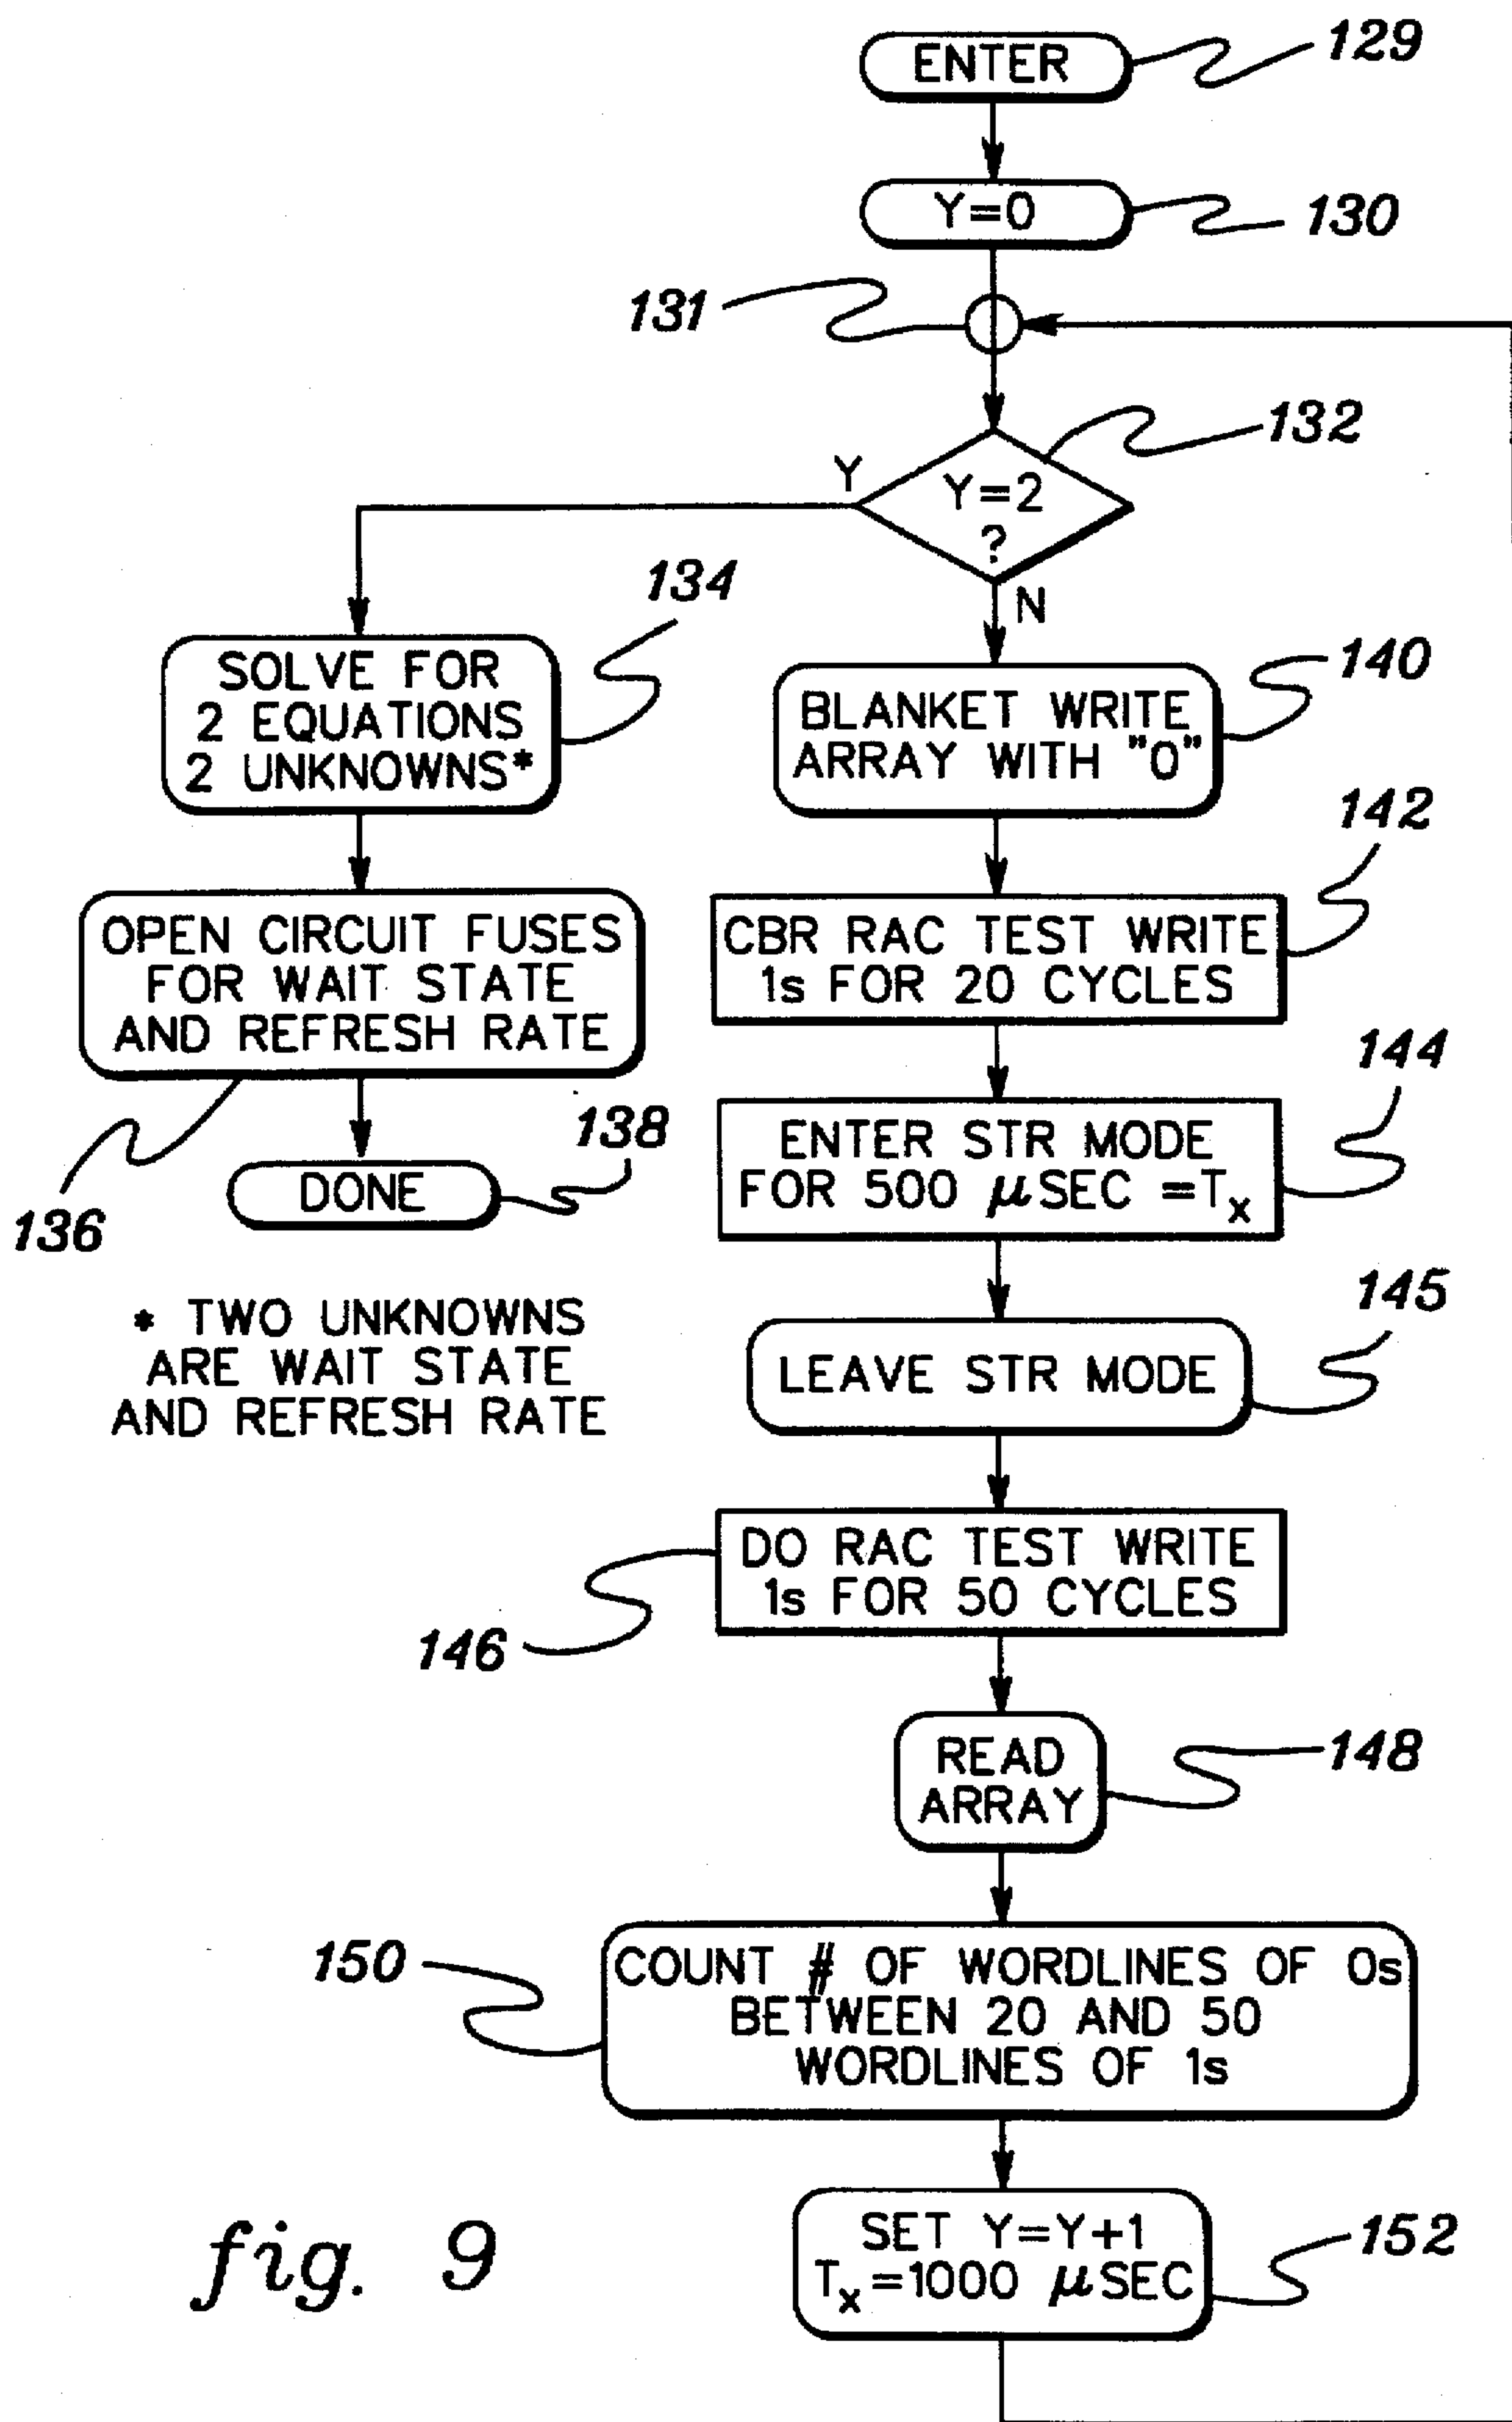 ENTER
129
Y=0
130
131
132
Y
Y=2
?
N
134
SOLVE FOR
2 EQUATIONS
2 UNKNOWNS*
140
BLANKET WRITE
ARRAY WITH "0"
142
CBR RAC TEST WRITE
1s FOR 20 CYCLES
OPEN CIRCUIT FUSES
FOR WAIT STATE
AND REFRESH RATE
136
138
DONE
144
ENTER STR MODE
FOR 500 μSEC =Tx
* TWO UNKNOWNS
ARE WAIT STATE
AND REFRESH RATE
145
LEAVE STR MODE
DO RAC TEST WRITE
1s FOR 50 CYCLES
146
READ
ARRAY
148
150
COUNT # OF WORDLINES OF 0s
BETWEEN 20 AND 50
WORDLINES OF 1s
SET Y=Y+1
Tx=1000 μSEC
152
fig. 9